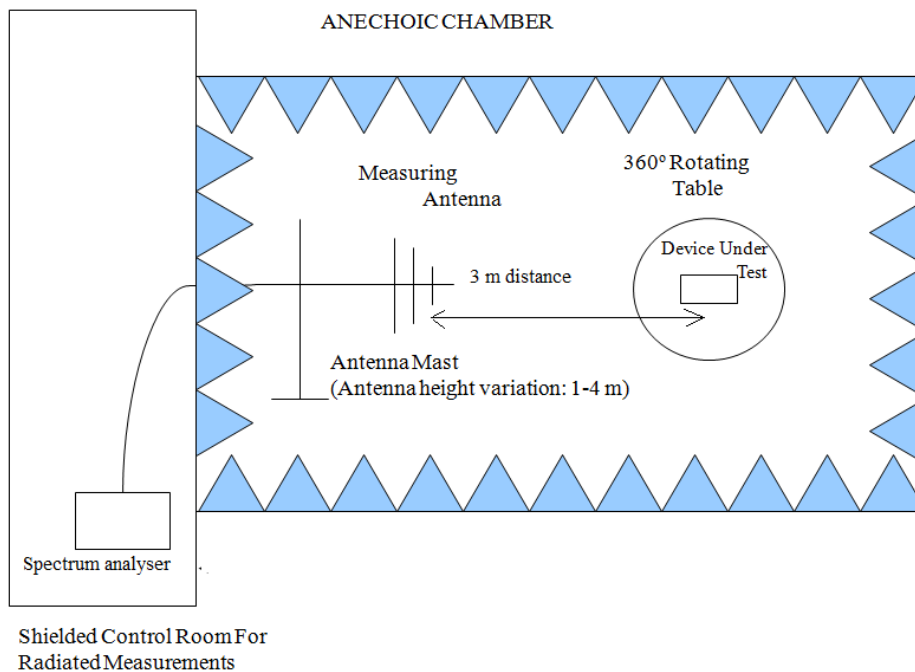 ANECHOIC CHAMBER
Measuring
Antenna
360º Rotating
Table
Device Under
Test
3 m distance
Antenna Mast
(Antenna height variation: 1-4 m)
Spectrum analyser
Shielded Control Room For
Radiated Measurements